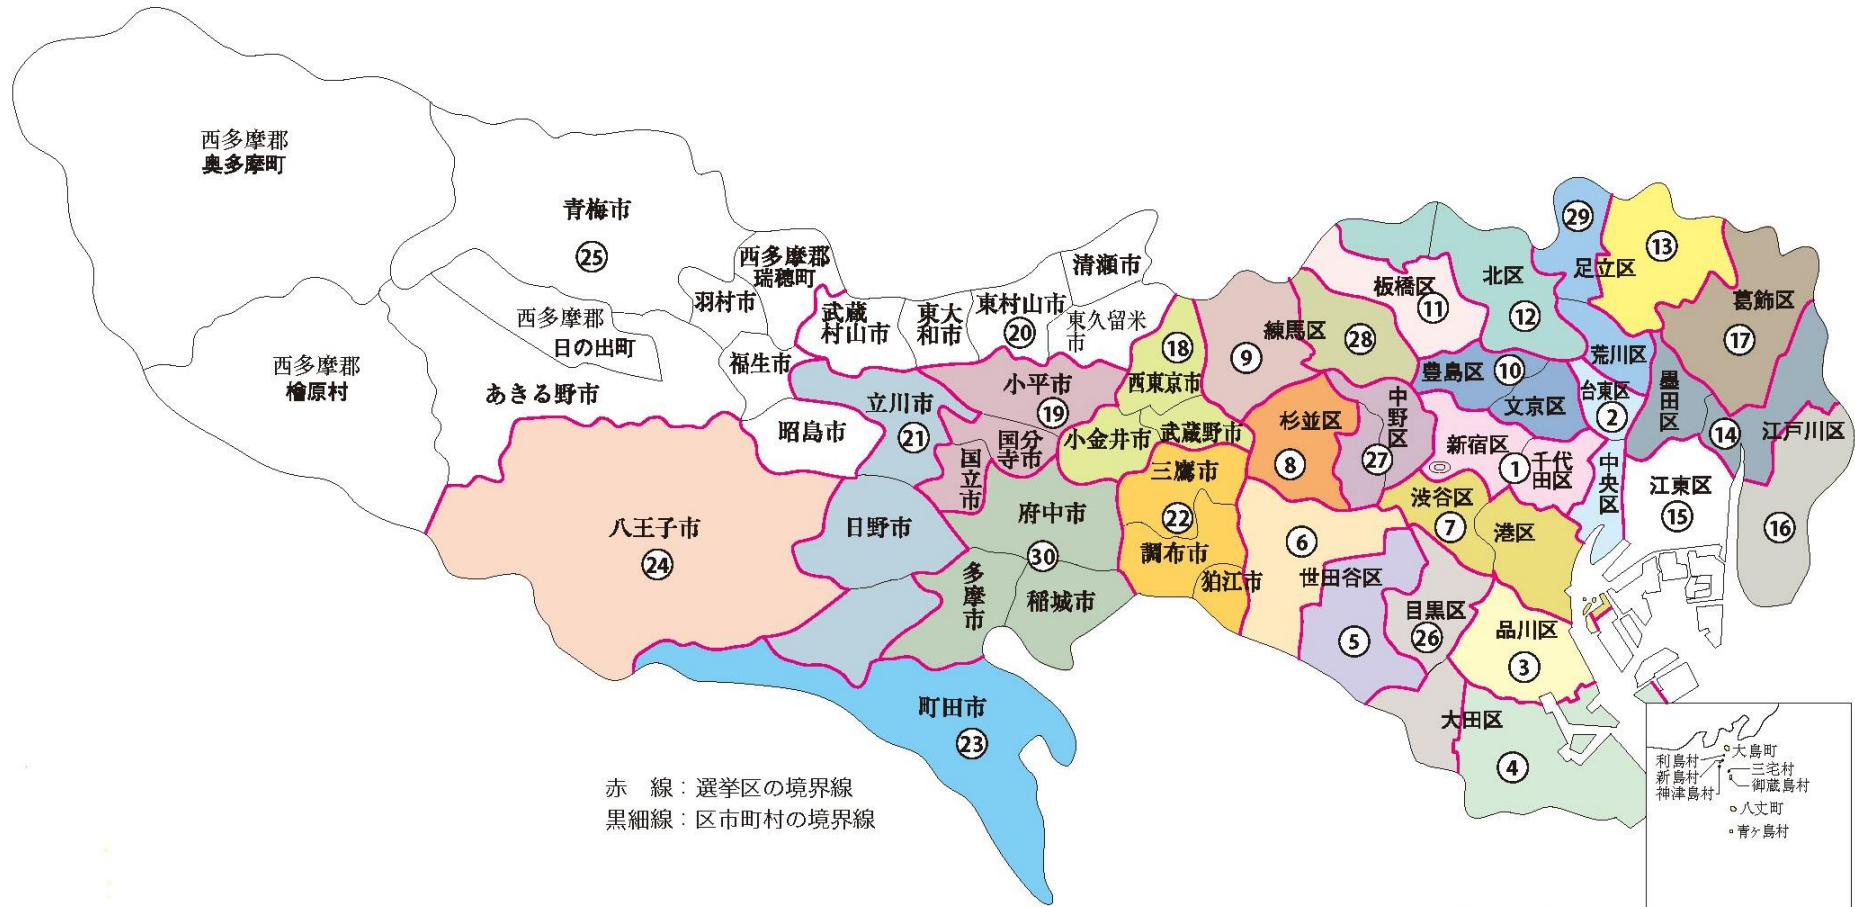 西多摩郡
奥多摩町
青梅市
㉕
西多摩郡
瑞穂町
羽村市
西多摩郡
日の出町
福生市
西多摩郡
檜原村
あきる野市
昭島市
武蔵
村山市
東大
和市
東村山市
⑳
清瀬市
東久留米
市
立川市
㉑
小平市
⑲
国分
寺市
国立市
小金井市
武蔵野市
⑱
西東京市
八王子市
㉔
日野市
府中市
㉚
多摩市
稲城市
三鷹市
㉒
調布市
狛江市
町田市
㉓
練馬区
⑨
㉘
板橋区
⑪
北区
⑫
㉙
足立区
⑬
葛飾区
⑰
荒川区
豊島区
⑩
文京区
台東区
②
墨田区
⑭
江戸川区
⑯
杉並区
⑧
中野区
㉗
新宿区
①
千代
田区
中央区
江東区
⑮
渋谷区
⑦
港区
⑥
世田谷区
⑤
目黒区
㉖
品川区
③
大田区
④
大島町
利島村
新島村
神津島村
三宅村
御蔵島村
八丈町
青ヶ島村
赤　線：選挙区の境界線
黒細線：区市町村の境界線